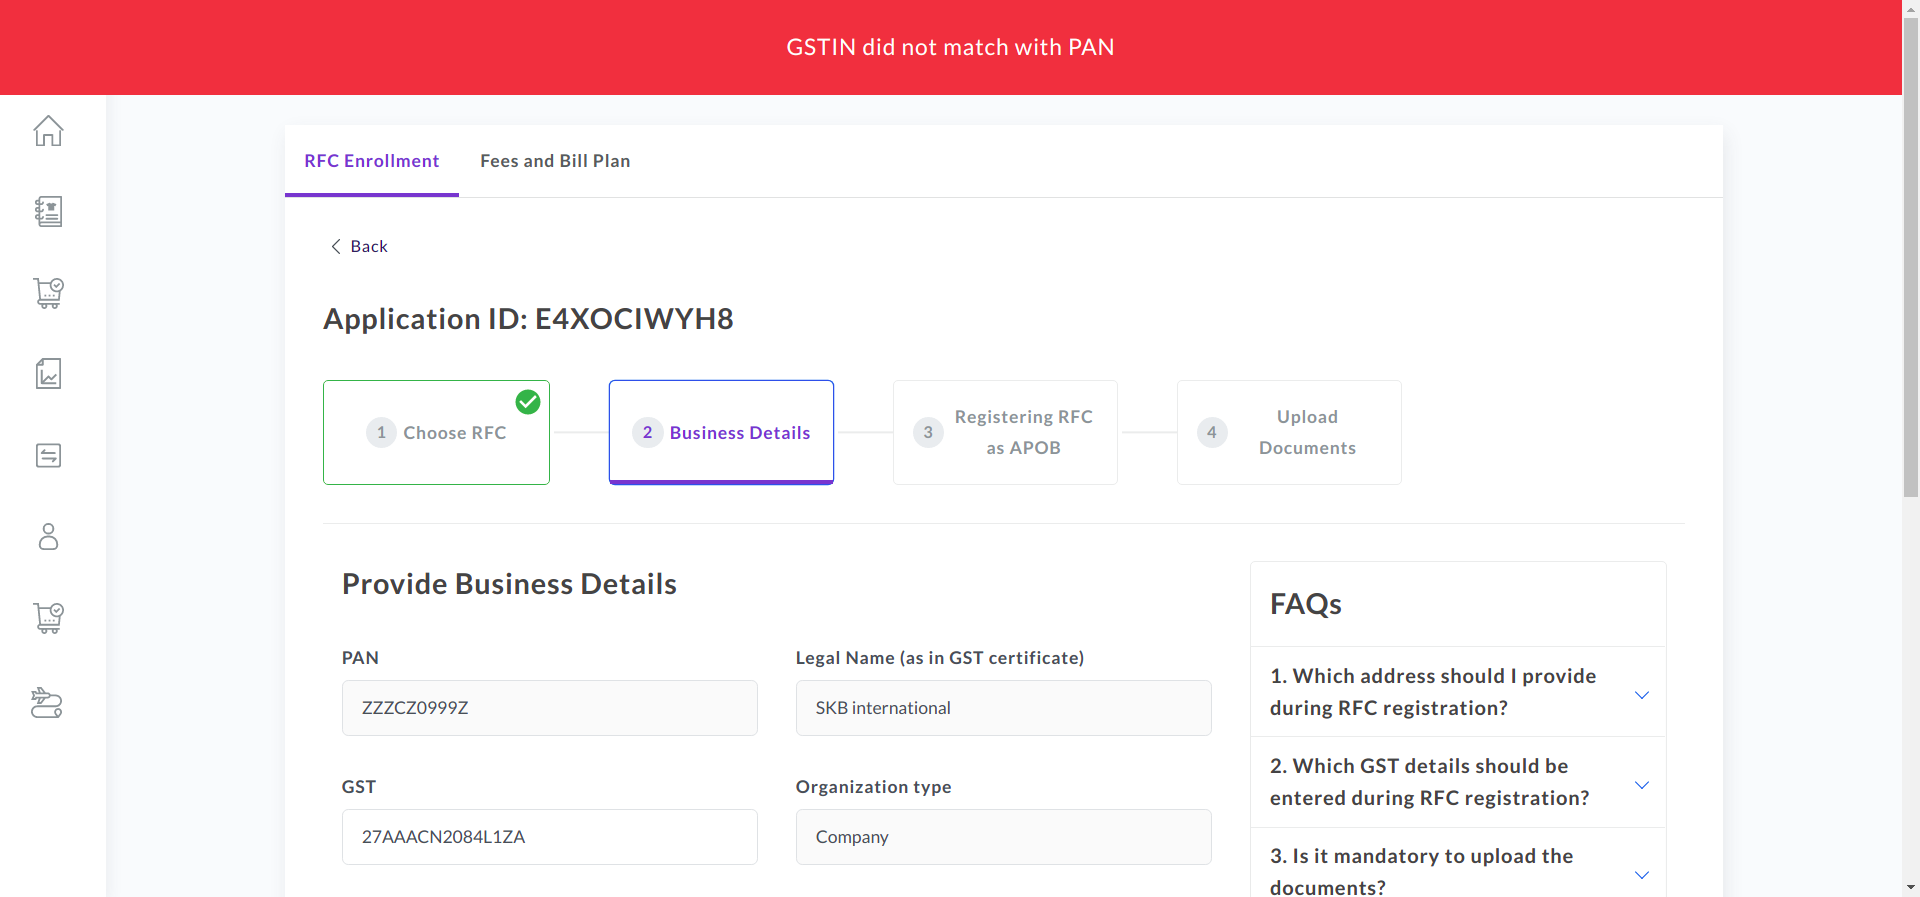 GSTIN did not match with PAN
RFC Enrollment
Fees and Bill Plan
Back
Application ID: E4XOCIWYH8
1 Choose RFC
2 Business Details
3 Registering RFC
as APOB
4 Upload
Documents
Provide Business Details
PAN
ZZZCZ0999Z
Legal Name (as in GST certificate)
SKB international
GST
27AAACN2084L1ZA
Organization type
Company
FAQs
1. Which address should I provide
during RFC registration?
2. Which GST details should be
entered during RFC registration?
3. Is it mandatory to upload the
documents?